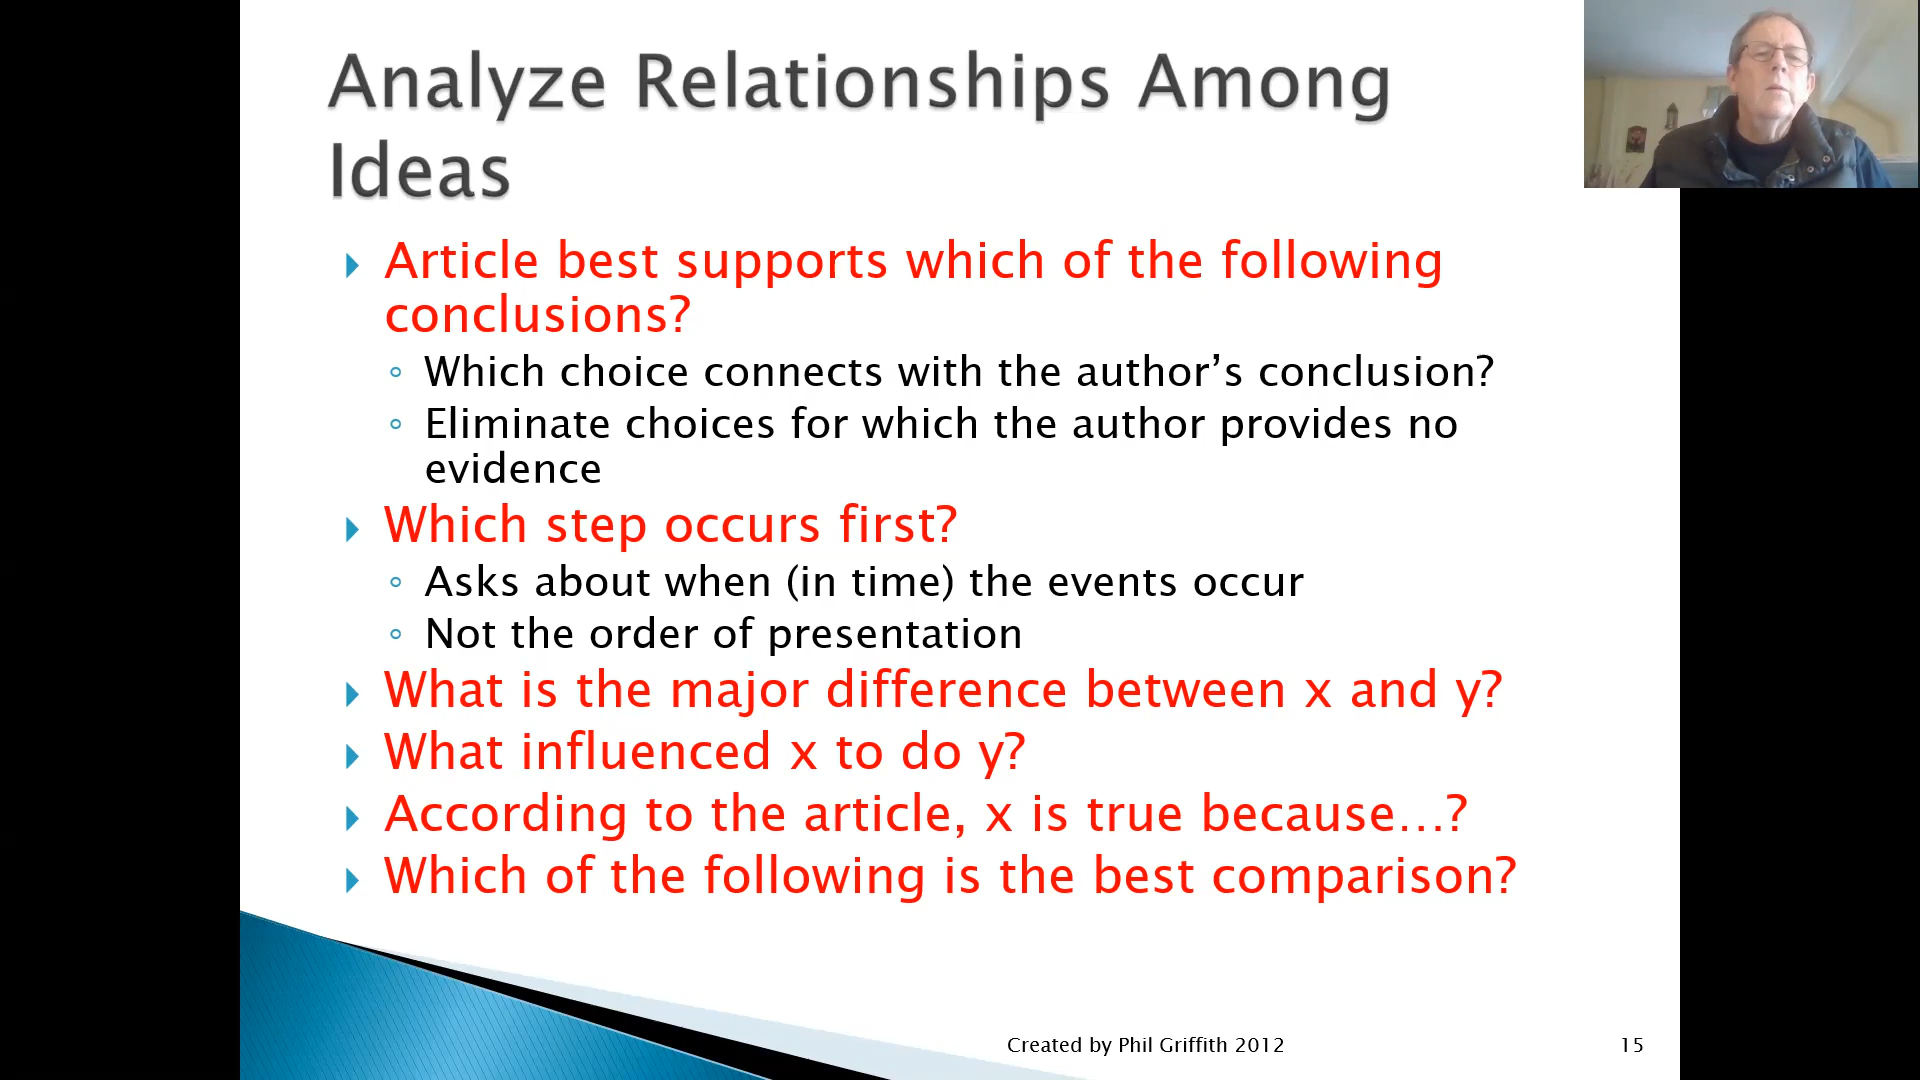 Analyze Relationships Among
Ideas
Article best supports which of the following
conclusions?
Which choice connects with the author’s conclusion?
Eliminate choices for which the author provides no
evidence
Which step occurs first?
Asks about when (in time) the events occur
Not the order of presentation
What is the major difference between x and y?
What influenced x to do y?
According to the article, x is true because…?
Which of the following is the best comparison?
Created by Phil Griffith 2012
15